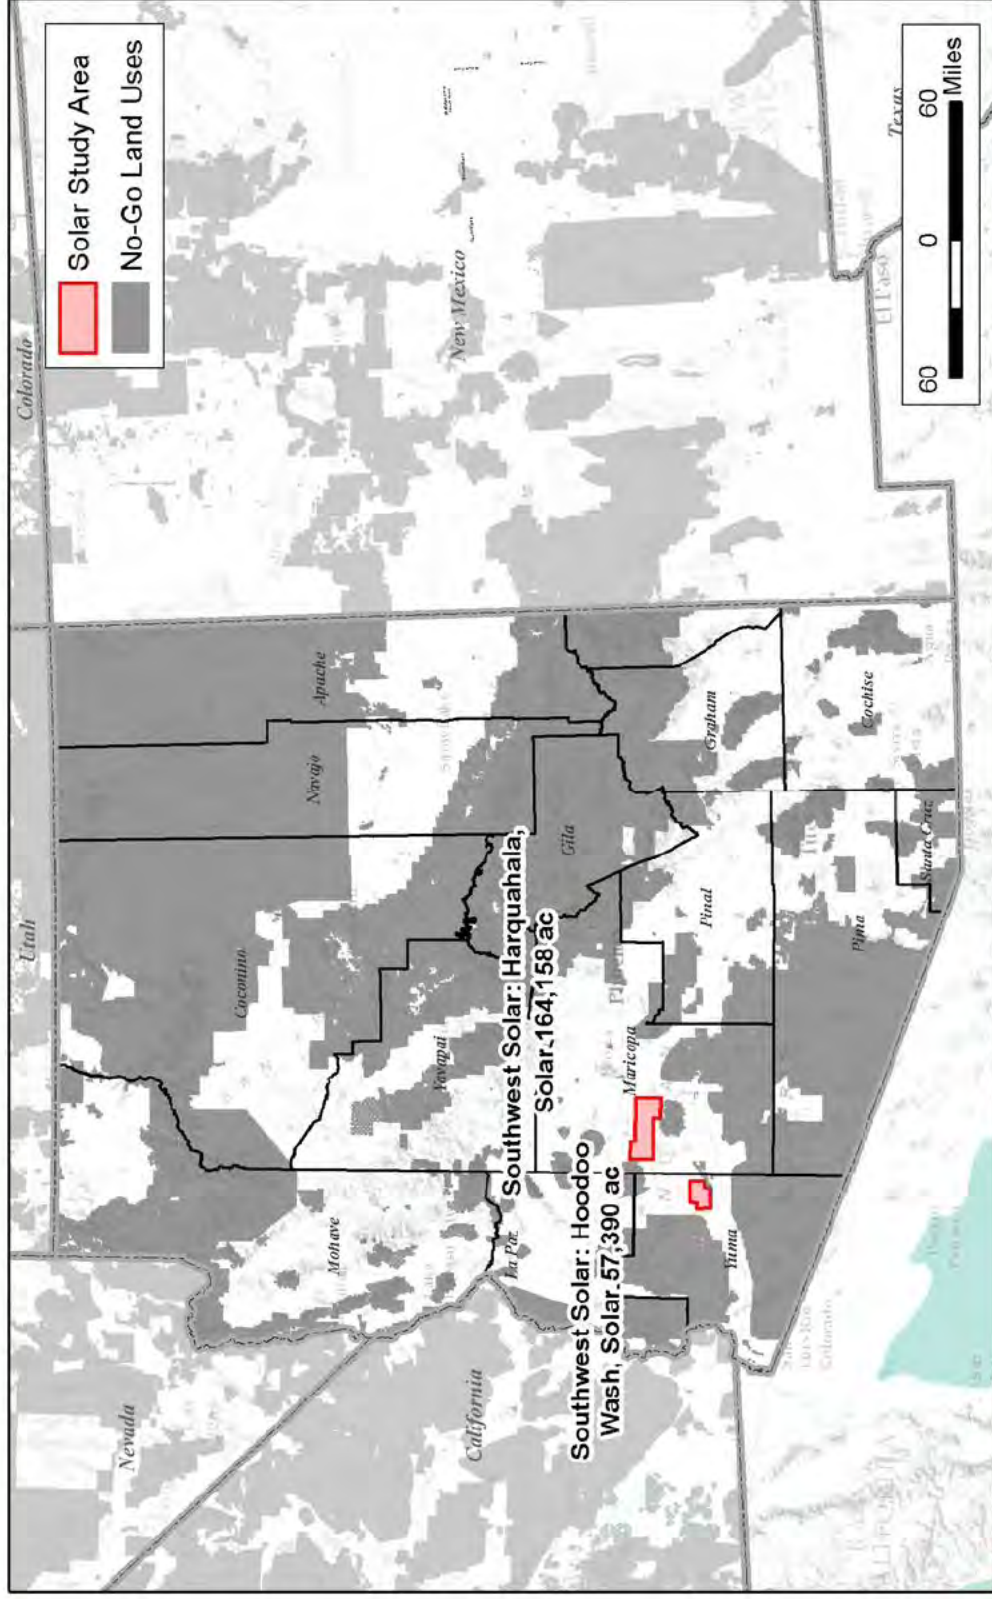 Solar Study Area
No-Go Land Uses
Utah
Colorado
Nevada
Coconino
Navajo
Apache
Mohave
Yavapai
New Mexico
California
Southwest Solar: Harquahala,
Solar.164,158 ac
Gila
La Paz
Southwest Solar: Hoodoo
Wash, Solar.57,390 ac
Maricopa
Pinal
Graham
Yuma
Pima
Cochise
Santa Cruz
El Paso
Texas
60 0 60
Miles